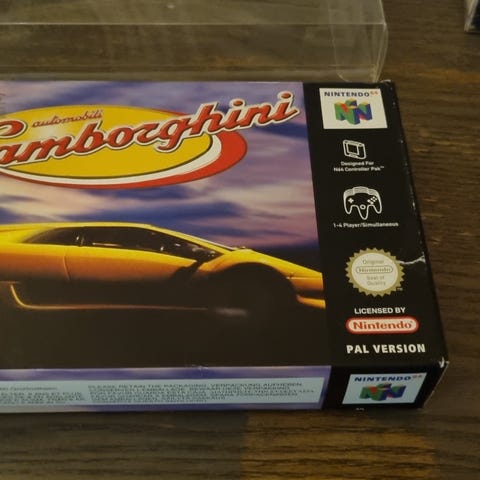 automobili
Lamborghini
NINTENDO 64
Designed For
N64 Controller Pak™
1-4 Player/Simultaneous
Original
Nintendo
Seal of
Quality
LICENSED BY
Nintendo
PAL VERSION
PLEASE RETAIN THE PACKAGING. VERPACKUNG AUFHEBEN.
NINTENDO 64